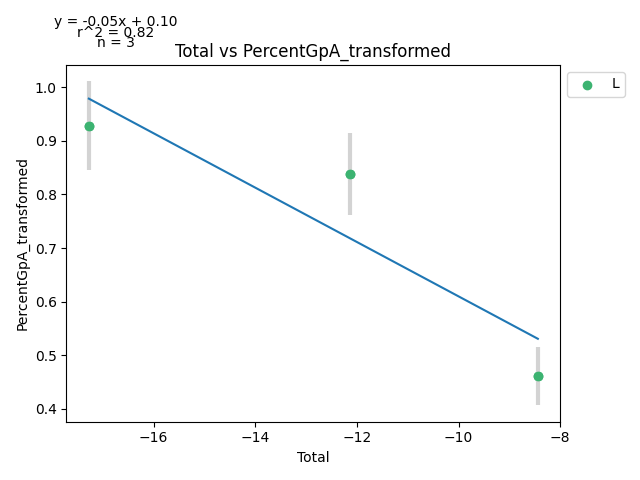 y = -0.05x + 0.10
r^2 = 0.82
n = 3
Total vs PercentGpA_transformed
L
1.0
0.9
0.8
0.7
0.6
0.5
0.4
PercentGpA_transformed
−16
−14
−12
−10
−8
Total